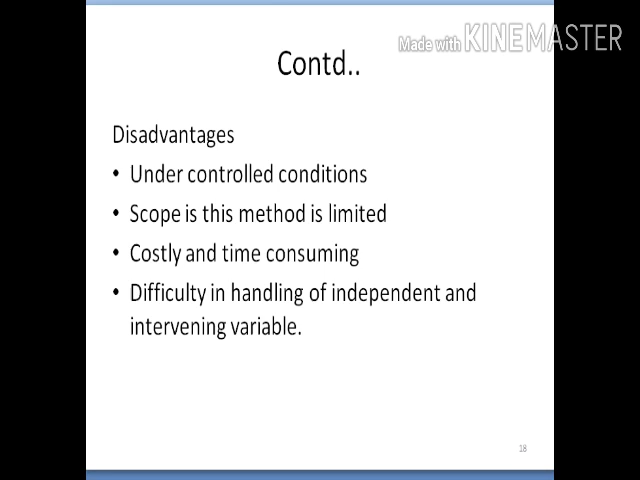 Made with KINEMASTER
Contd..
Disadvantages
• Under controlled conditions
• Scope is this method is limited
• Costly and time consuming
• Difficulty in handling of independent and
intervening variable.
18